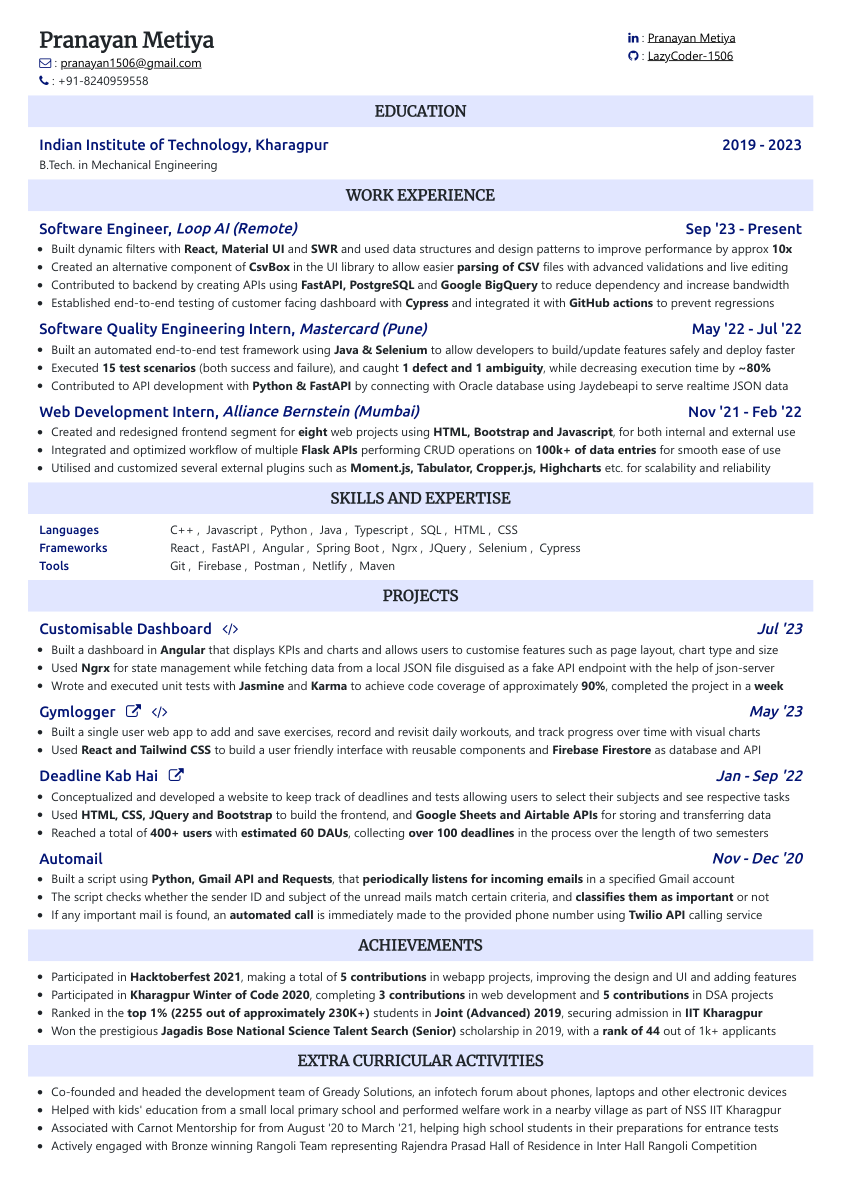 Pranayan Metiya
: pranayan1506@gmail.com
: +91-8240959558
: Pranayan Metiya
: LazyCoder-1506
EDUCATION
Indian Institute of Technology, Kharagpur 2019 - 2023
B.Tech. in Mechanical Engineering
WORK EXPERIENCE
Software Engineer, Loop AI (Remote) Sep '23 - Present
• Built dynamic filters with React, Material UI and SWR and used data structures and design patterns to improve performance by approx 10x
• Created an alternative component of CsvBox in the UI library to allow easier parsing of CSV files with advanced validations and live editing
• Contributed to backend by creating APIs using FastAPI, PostgreSQL and Google BigQuery to reduce dependency and increase bandwidth
• Established end-to-end testing of customer facing dashboard with Cypress and integrated it with GitHub actions to prevent regressions
Software Quality Engineering Intern, Mastercard (Pune) May '22 - Jul '22
• Built an automated end-to-end test framework using Java & Selenium to allow developers to build/update features safely and deploy faster
• Executed 15 test scenarios (both success and failure), and caught 1 defect and 1 ambiguity, while decreasing execution time by ~80%
• Contributed to API development with Python & FastAPI by connecting with Oracle database using Jaydebeapi to serve realtime JSON data
Web Development Intern, Alliance Bernstein (Mumbai) Nov '21 - Feb '22
• Created and redesigned frontend segment for eight web projects using HTML, Bootstrap and Javascript, for both internal and external use
• Integrated and optimized workflow of multiple Flask APIs performing CRUD operations on 100k+ of data entries for smooth ease of use
• Utilised and customized several external plugins such as Moment.js, Tabulator, Cropper.js, Highcharts etc. for scalability and reliability
SKILLS AND EXPERTISE
Languages C++ , Javascript , Python , Java , Typescript , SQL , HTML , CSS
Frameworks React , FastAPI , Angular , Spring Boot , Ngrx , JQuery , Selenium , Cypress
Tools Git , Firebase , Postman , Netlify , Maven
PROJECTS
Customisable Dashboard </> Jul '23
• Built a dashboard in Angular that displays KPIs and charts and allows users to customise features such as page layout, chart type and size
• Used Ngrx for state management while fetching data from a local JSON file disguised as a fake API endpoint with the help of json-server
• Wrote and executed unit tests with Jasmine and Karma to achieve code coverage of approximately 90%, completed the project in a week
Gymlogger </> May '23
• Built a single user web app to add and save exercises, record and revisit daily workouts, and track progress over time with visual charts
• Used React and Tailwind CSS to build a user friendly interface with reusable components and Firebase Firestore as database and API
Deadline Kab Hai Jan - Sep '22
• Conceptualized and developed a website to keep track of deadlines and tests allowing users to select their subjects and see respective tasks
• Used HTML, CSS, JQuery and Bootstrap to build the frontend, and Google Sheets and Airtable APIs for storing and transferring data
• Reached a total of 400+ users with estimated 60 DAUs, collecting over 100 deadlines in the process over the length of two semesters
Automail Nov - Dec '20
• Built a script using Python, Gmail API and Requests, that periodically listens for incoming emails in a specified Gmail account
• The script checks whether the sender ID and subject of the unread mails match certain criteria, and classifies them as important or not
• If any important mail is found, an automated call is immediately made to the provided phone number using Twilio API calling service
ACHIEVEMENTS
• Participated in Hacktoberfest 2021, making a total of 5 contributions in webapp projects, improving the design and UI and adding features
• Participated in Kharagpur Winter of Code 2020, completing 3 contributions in web development and 5 contributions in DSA projects
• Ranked in the top 1% (2255 out of approximately 230K+) students in Joint (Advanced) 2019, securing admission in IIT Kharagpur
• Won the prestigious Jagadis Bose National Science Talent Search (Senior) scholarship in 2019, with a rank of 44 out of 1k+ applicants
EXTRA CURRICULAR ACTIVITIES
• Co-founded and headed the development team of Gready Solutions, an infotech forum about phones, laptops and other electronic devices
• Helped with kids' education from a small local primary school and performed welfare work in a nearby village as part of NSS IIT Kharagpur
• Associated with Carnot Mentorship for from August '20 to March '21, helping high school students in their preparations for entrance tests
• Actively engaged with Bronze winning Rangoli Team representing Rajendra Prasad Hall of Residence in Inter Hall Rangoli Competition